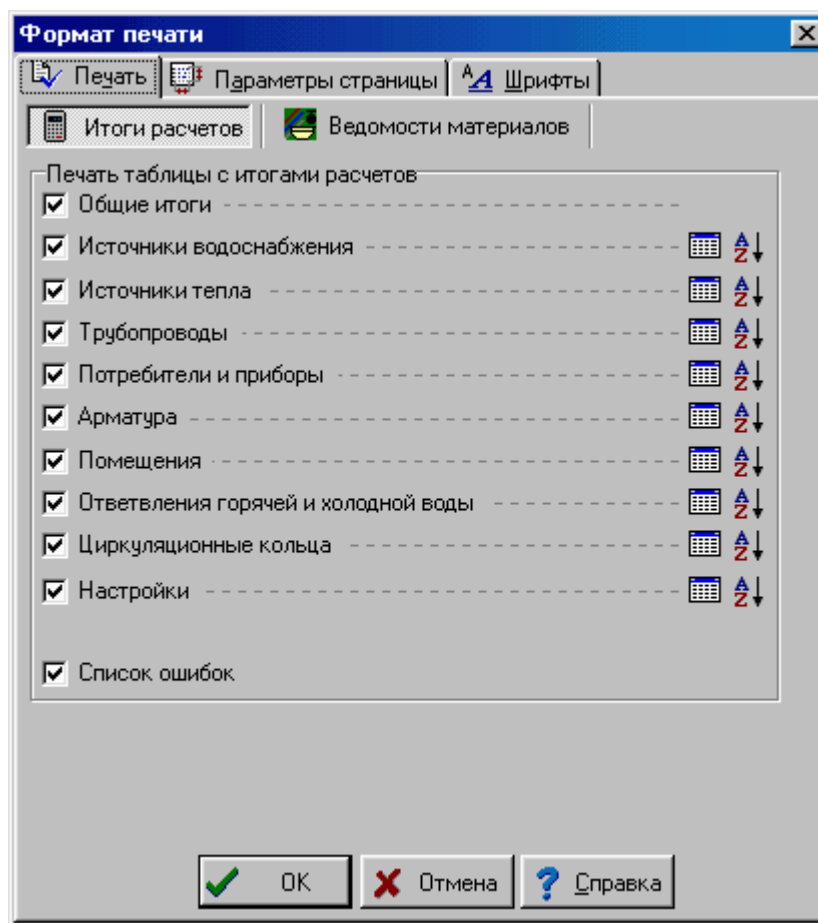 Формат печати
Печать Параметры страницы Шрифты
Итоги расчетов Ведомости материалов
Печать таблицы с итогами расчетов
Общие итоги
Источники водоснабжения
Источники тепла
Трубопроводы
Потребители и приборы
Арматура
Помещения
Ответвления горячей и холодной воды
Циркуляционные кольца
Настройки
Список ошибок
OK Отмена Справка